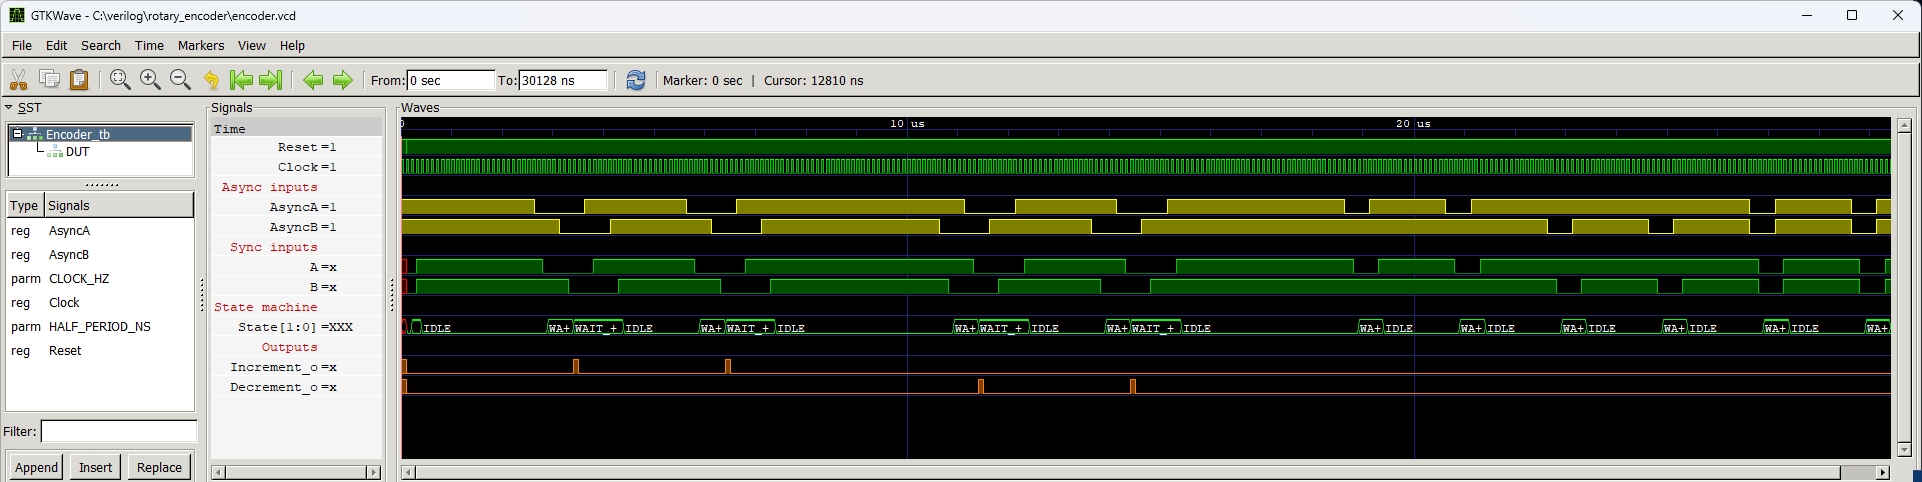 GTKWave - C:\verilog\rotary_encoder\encoder.vcd
File Edit Search Time Markers View Help
From: 0 sec To: 30128 ns Marker: 0 sec | Cursor: 12810 ns
SST
Encoder_tb
DUT
Type Signals
reg AsyncA
reg AsyncB
parm CLOCK_HZ
reg Clock
parm HALF_PERIOD_NS
reg Reset
Filter:
Append Insert Replace
Signals
Time
Reset=1
Clock=1
Async inputs
AsyncA=1
AsyncB=1
Sync inputs
A=x
B=x
State machine
State[1:0]=XXX
Outputs
Increment_o=x
Decrement_o=x
Waves
0 10 us 20 us
IDLE WA+ WAIT_+ IDLE WA+ WAIT_+ IDLE WA+ WAIT_+ IDLE WA+ WAIT_+ IDLE WA+ IDLE WA+ IDLE WA+ IDLE WA+ IDLE WA+ IDLE WA+